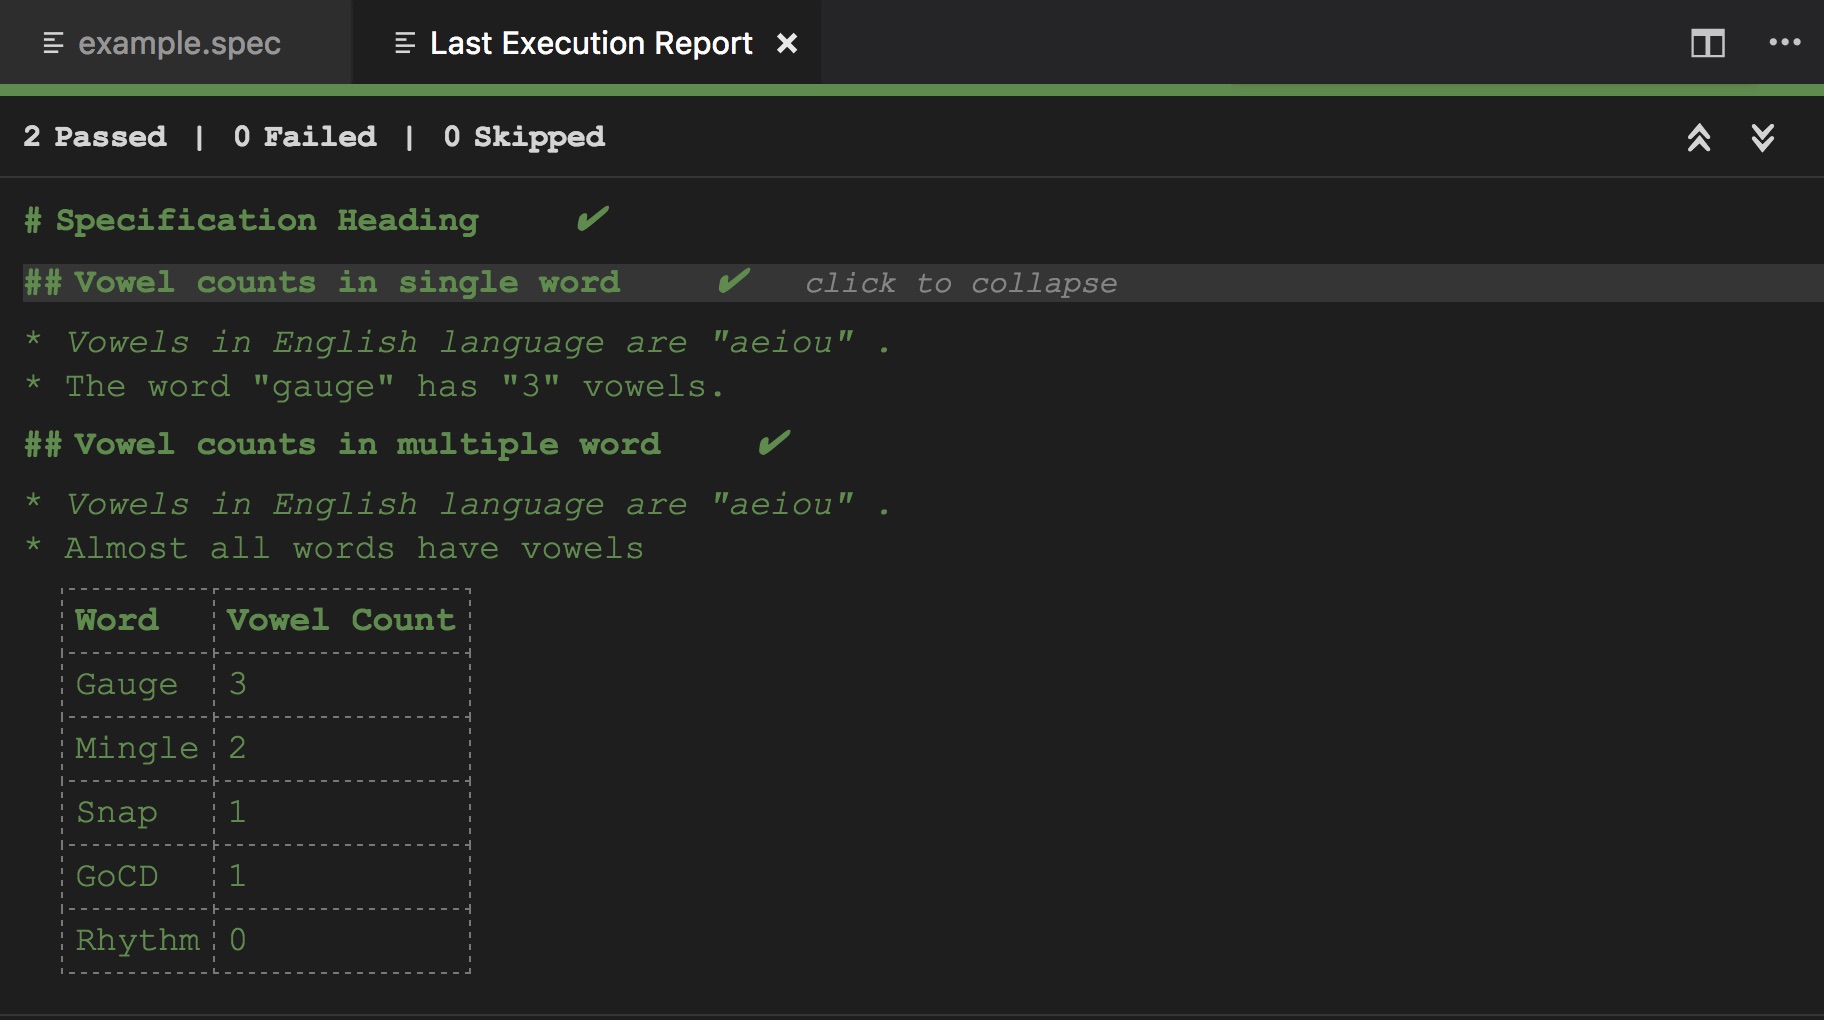 example.spec
Last Execution Report
2 Passed | 0 Failed | 0 Skipped
# Specification Heading ✔
## Vowel counts in single word ✔ click to collapse
* Vowels in English language are "aeiou" .
* The word "gauge" has "3" vowels.
## Vowel counts in multiple word ✔
* Vowels in English language are "aeiou" .
* Almost all words have vowels
Word Vowel Count
Gauge 3
Mingle 2
Snap 1
GoCD 1
Rhythm 0